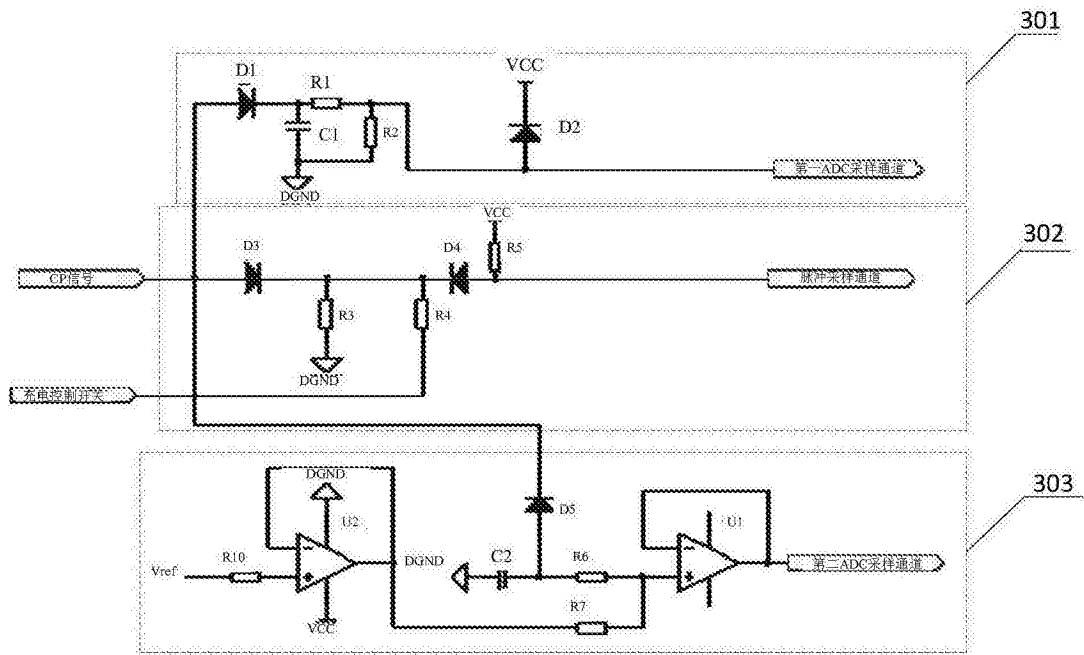 301
D1
R1
C1
R2
DGND
VCC
D2
第一ADC采样通道
302
CP信号
D3
R3
DGND
R4
D4
VCC
R5
脉冲采样通道
充电控制开关
303
DGND
U2
Vref
R10
VCC
DGND
C2
D5
R6
R7
U1
第二ADC采样通道